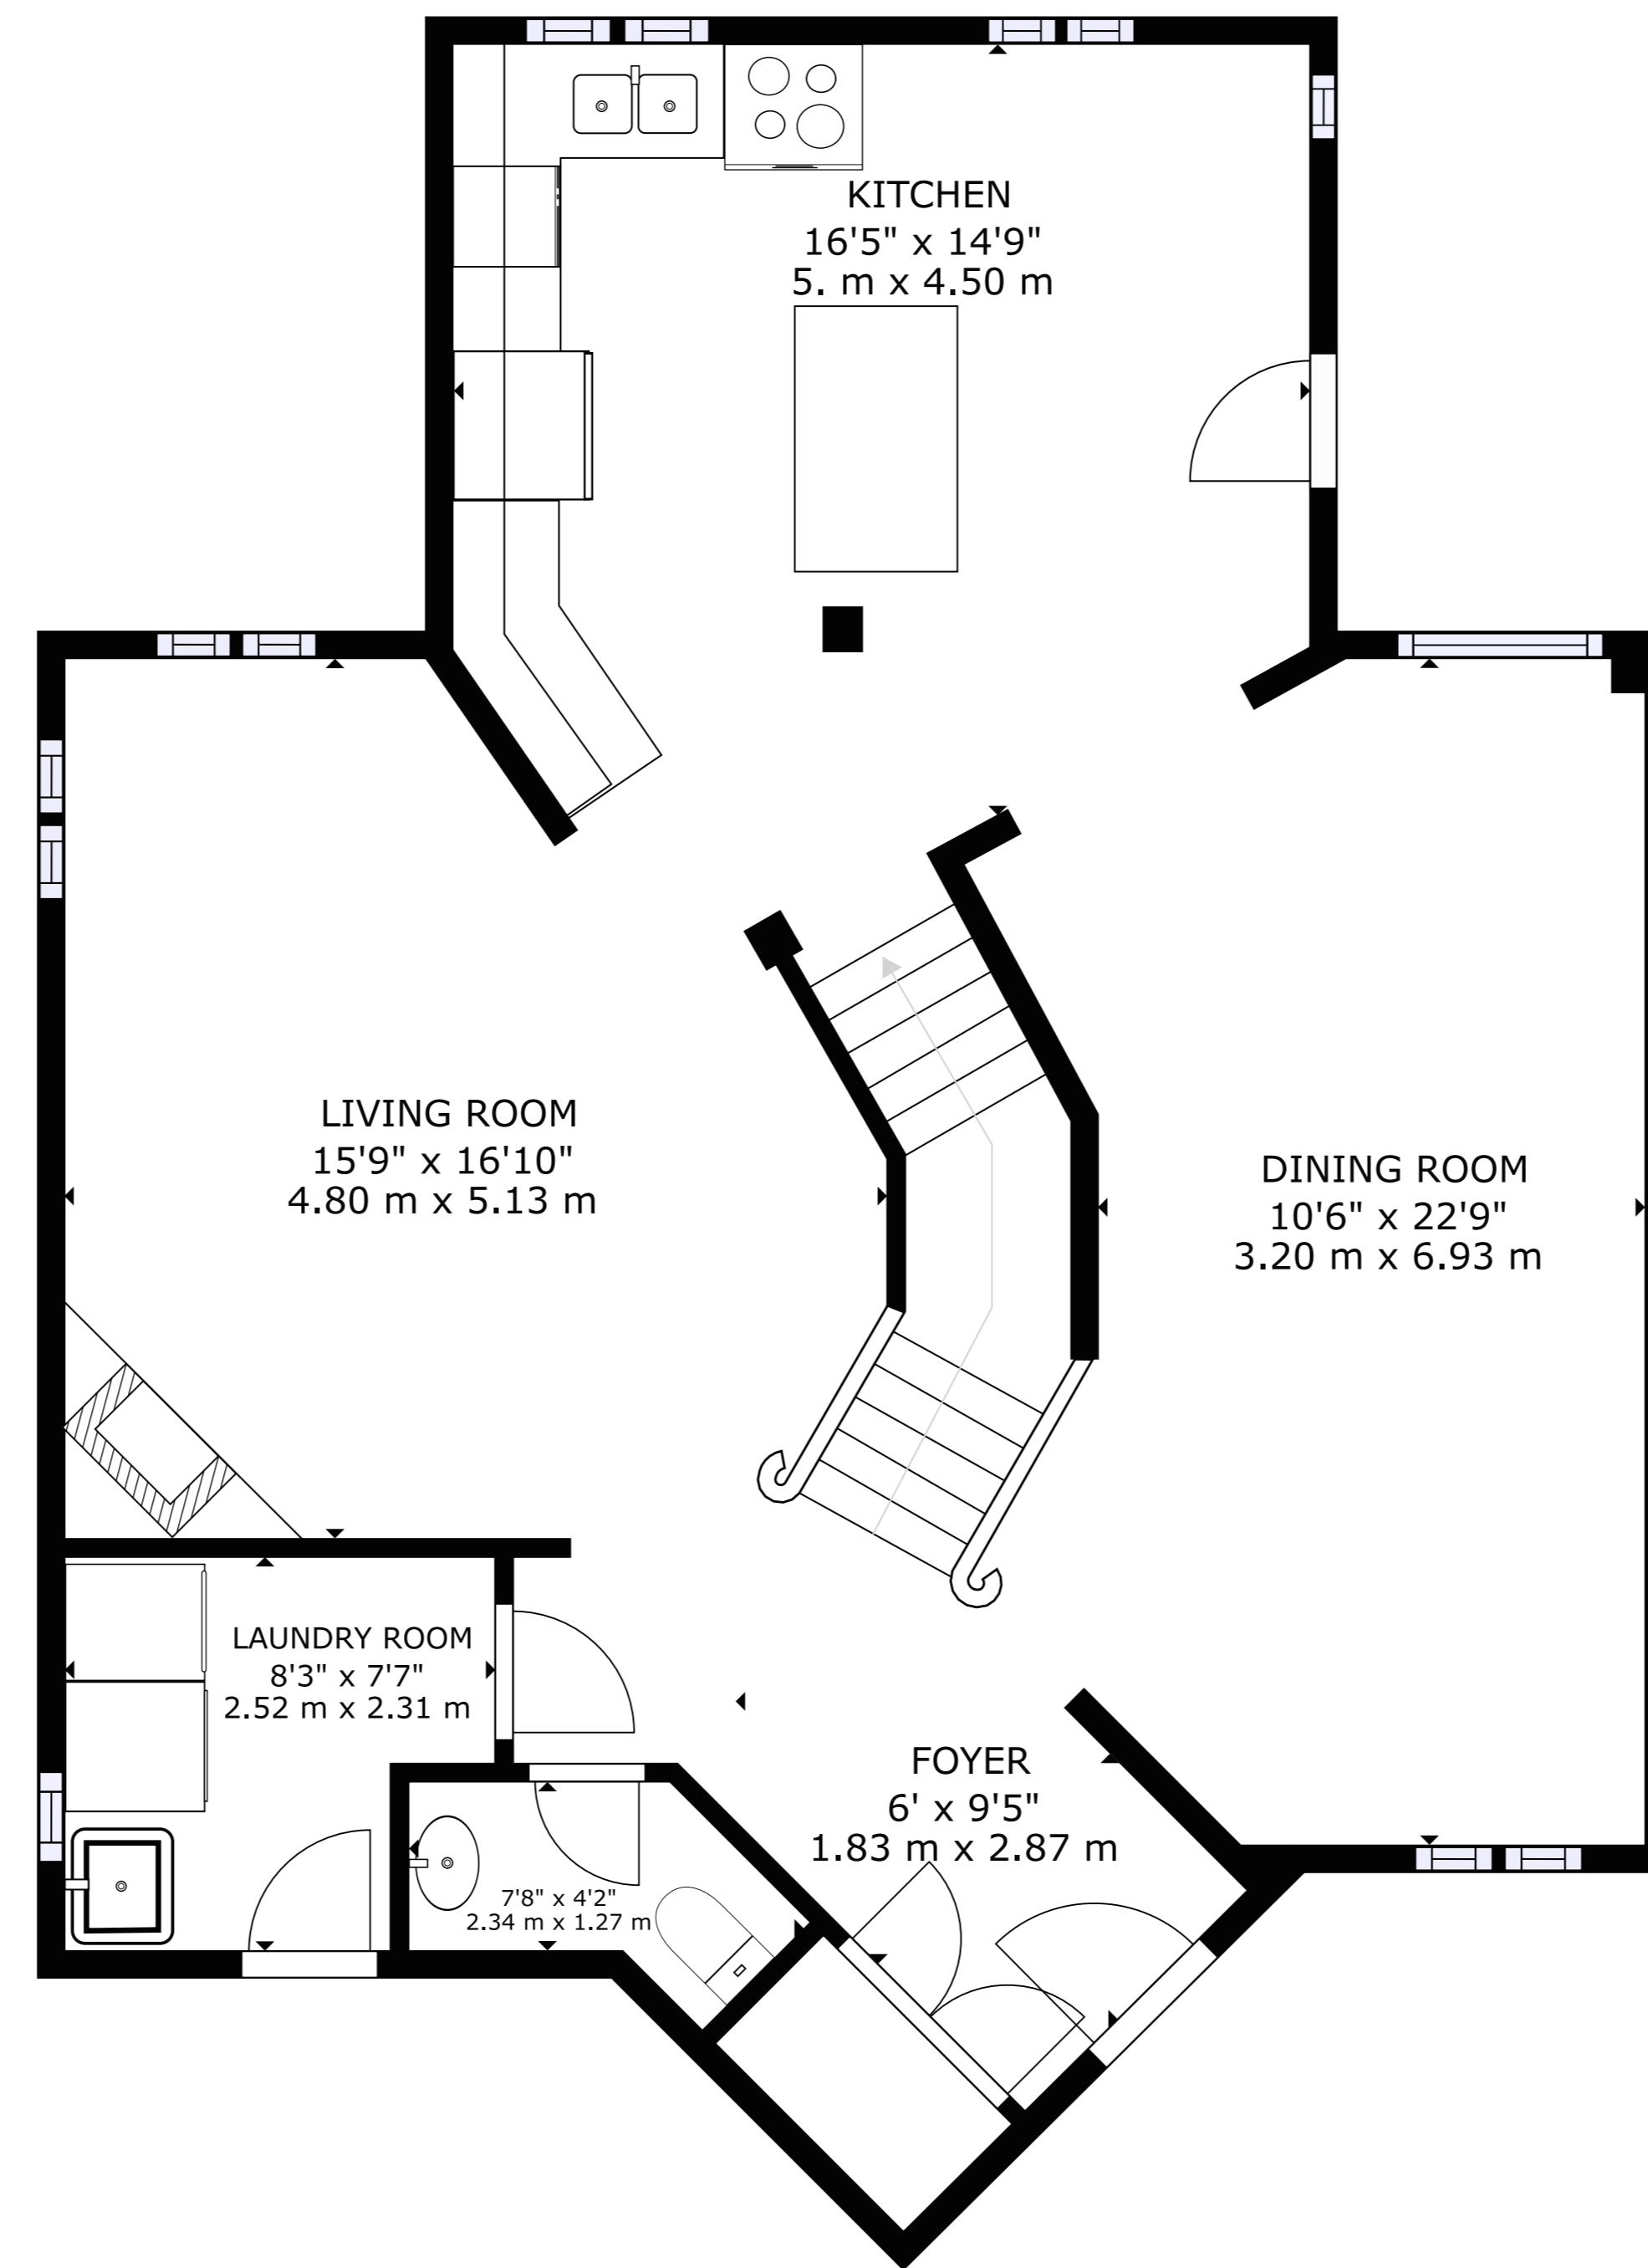 KITCHEN
16'5" x 14'9"
5. m x 4.50 m
LIVING ROOM
15'9" x 16'10"
4.80 m x 5.13 m
DINING ROOM
10'6" x 22'9"
3.20 m x 6.93 m
LAUNDRY ROOM
8'3" x 7'7"
2.52 m x 2.31 m
FOYER
6' x 9'5"
1.83 m x 2.87 m
7'8" x 4'2"
2.34 m x 1.27 m